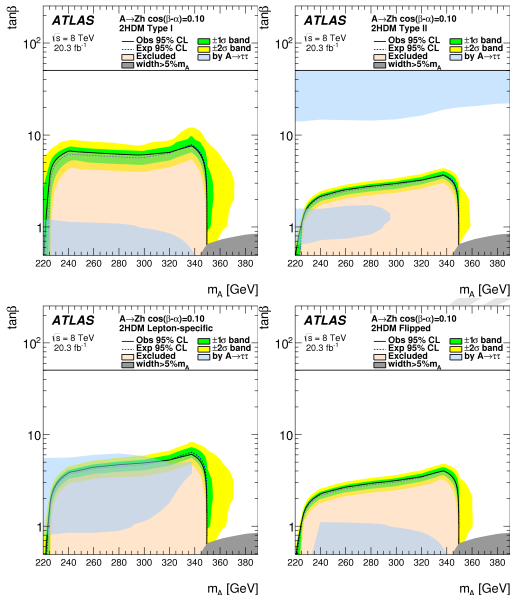 tanβ
10²
10
1
ATLAS
A→Zh cos(β-α)=0.10
2HDM Type I
√s = 8 TeV
20.3 fb⁻¹
Obs 95% CL
Exp 95% CL
Excluded
width>5%m_A
±1σ band
±2σ band
by A→ττ
220 240 260 280 300 320 340 360 380
m_A [GeV]
tanβ
10²
10
1
ATLAS
A→Zh cos(β-α)=0.10
2HDM Type II
√s = 8 TeV
20.3 fb⁻¹
Obs 95% CL
Exp 95% CL
Excluded
width>5%m_A
±1σ band
±2σ band
by A→ττ
220 240 260 280 300 320 340 360 380
m_A [GeV]
tanβ
10²
10
1
ATLAS
A→Zh cos(β-α)=0.10
2HDM Lepton-specific
√s = 8 TeV
20.3 fb⁻¹
Obs 95% CL
Exp 95% CL
Excluded
width>5%m_A
±1σ band
±2σ band
by A→ττ
220 240 260 280 300 320 340 360 380
m_A [GeV]
tanβ
10²
10
1
ATLAS
A→Zh cos(β-α)=0.10
2HDM Flipped
√s = 8 TeV
20.3 fb⁻¹
Obs 95% CL
Exp 95% CL
Excluded
width>5%m_A
±1σ band
±2σ band
by A→ττ
220 240 260 280 300 320 340 360 380
m_A [GeV]